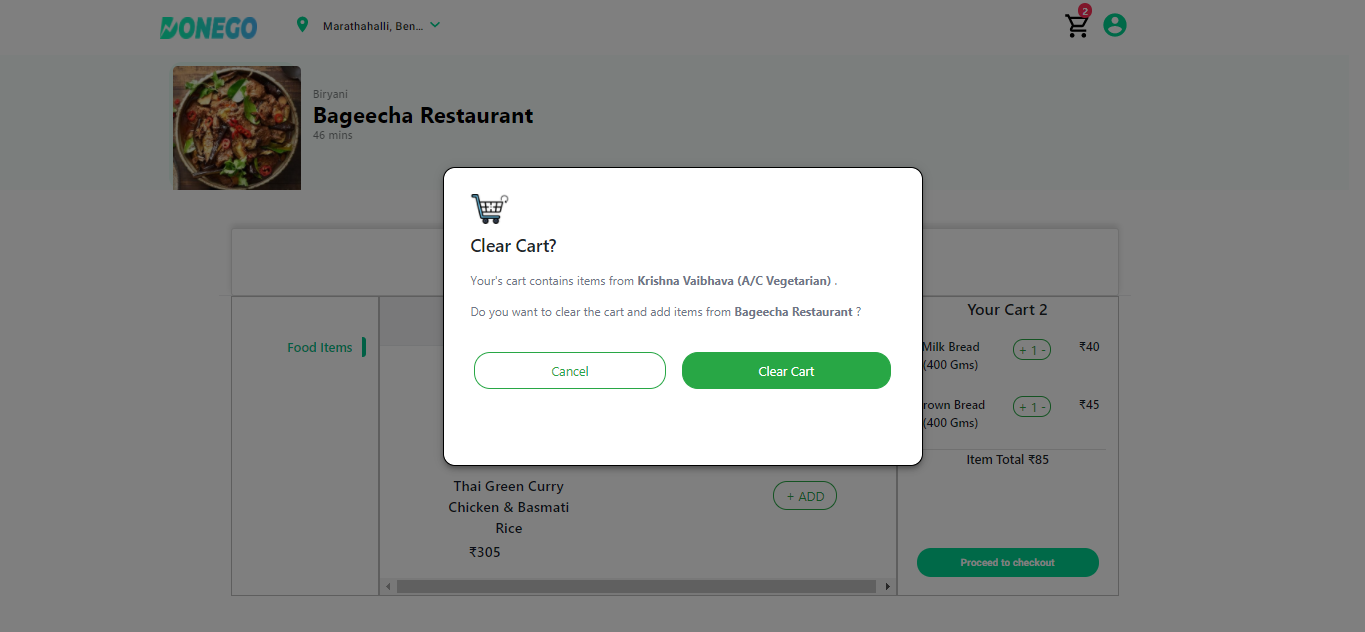 DONEGO
Marathahalli, Ben...
2
Biryani
Bageecha Restaurant
46 mins
Clear Cart?
Your's cart contains items from Krishna Vaibhava (A/C Vegetarian) .
Do you want to clear the cart and add items from Bageecha Restaurant ?
Cancel
Clear Cart
Food Items
Thai Green Curry
Chicken & Basmati
Rice
₹305
+ ADD
Your Cart 2
Milk Bread
(400 Gms)
+ 1 -
₹40
rown Bread
(400 Gms)
+ 1 -
₹45
Item Total ₹85
Proceed to checkout